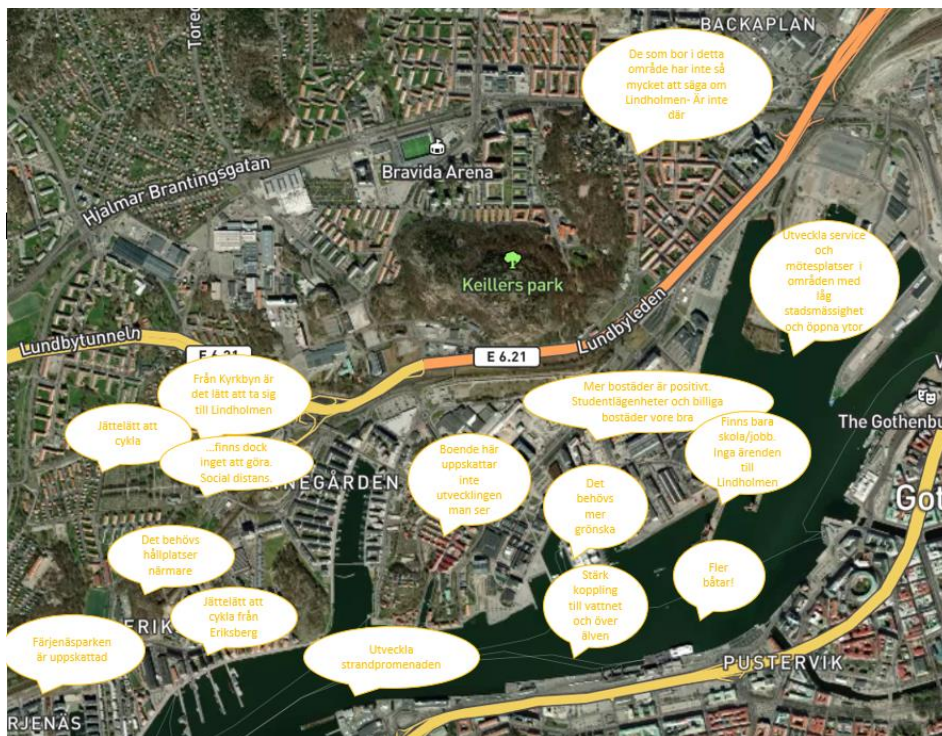 BACKAPLAN
Tored
De som bor i detta
område har inte så
mycket att säga om
Lindholmen- Är inte
där
Bravida Arena
Hjalmar Brantingsgatan
Keillers park
Utveckla service
och
mötesplatser i
områden med
låg
stadsmässighet
och öppna ytor
Lundbyleden
Lundbytunneln
E 6.21
E 6.21
Från Kyrkbyn är
det lätt att ta sig
till Lindholmen
Mer bostäder är positivt.
Studentlägenheter och billiga
bostäder vore bra
The Gothenbu
Jättelätt att
cykla
Finns bara
skola/jobb.
Inga ärenden
till
Lindholmen
...finns dock
inget att göra.
Social distans.
Boende här
uppskattar
inte
utvecklingen
man ser
NNEGÅRDEN
Det
behövs
mer
grönska
Got
Det behövs
hållplatser
närmare
Fler
båtar!
Stärk
koppling
till vattnet
och över
älven
Jättelätt att
cykla från
Eriksberg
ERIK
Färjenäsparken
är uppskattad
Utveckla
strandpromenaden
PUSTERVIK
RJENÄS